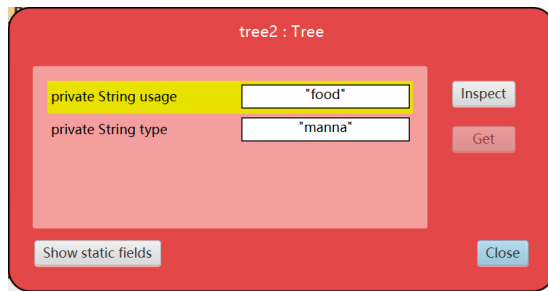 tree2 : Tree
private String usage "food"
private String type "manna"
Inspect
Get
Show static fields
Close